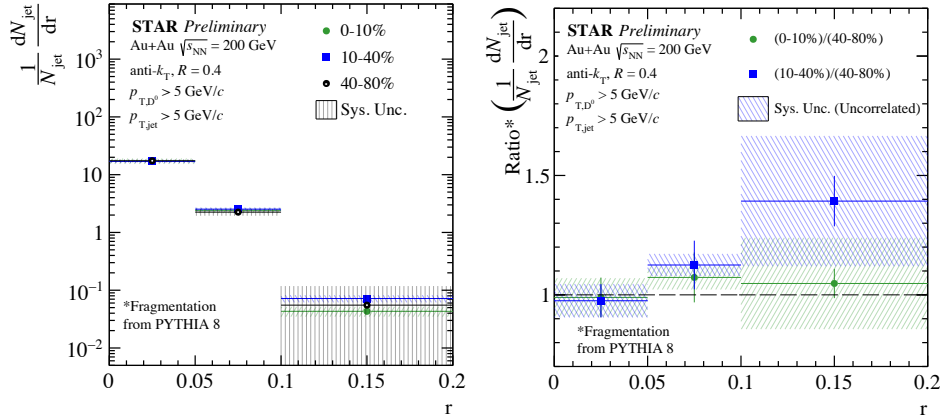 1/N_jet dN_jet/dr
STAR Preliminary
Au+Au √s_NN = 200 GeV
anti-k_T, R = 0.4
p_T,D⁰ > 5 GeV/c
p_T,jet > 5 GeV/c
0-10%
10-40%
40-80%
Sys. Unc.
10³
10²
10
1
10⁻¹
10⁻²
*Fragmentation
from PYTHIA 8
0 0.05 0.1 0.15 0.2
r
Ratio* (1/N_jet dN_jet/dr)
STAR Preliminary
Au+Au √s_NN = 200 GeV
anti-k_T, R = 0.4
p_T,D⁰ > 5 GeV/c
p_T,jet > 5 GeV/c
(0-10%)/(40-80%)
(10-40%)/(40-80%)
Sys. Unc. (Uncorrelated)
2
1.5
1
*Fragmentation
from PYTHIA 8
0 0.05 0.1 0.15 0.2
r